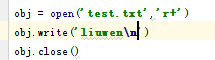 obj = open('test.txt','r+')
obj.write('liuwen\n')
obj.close()